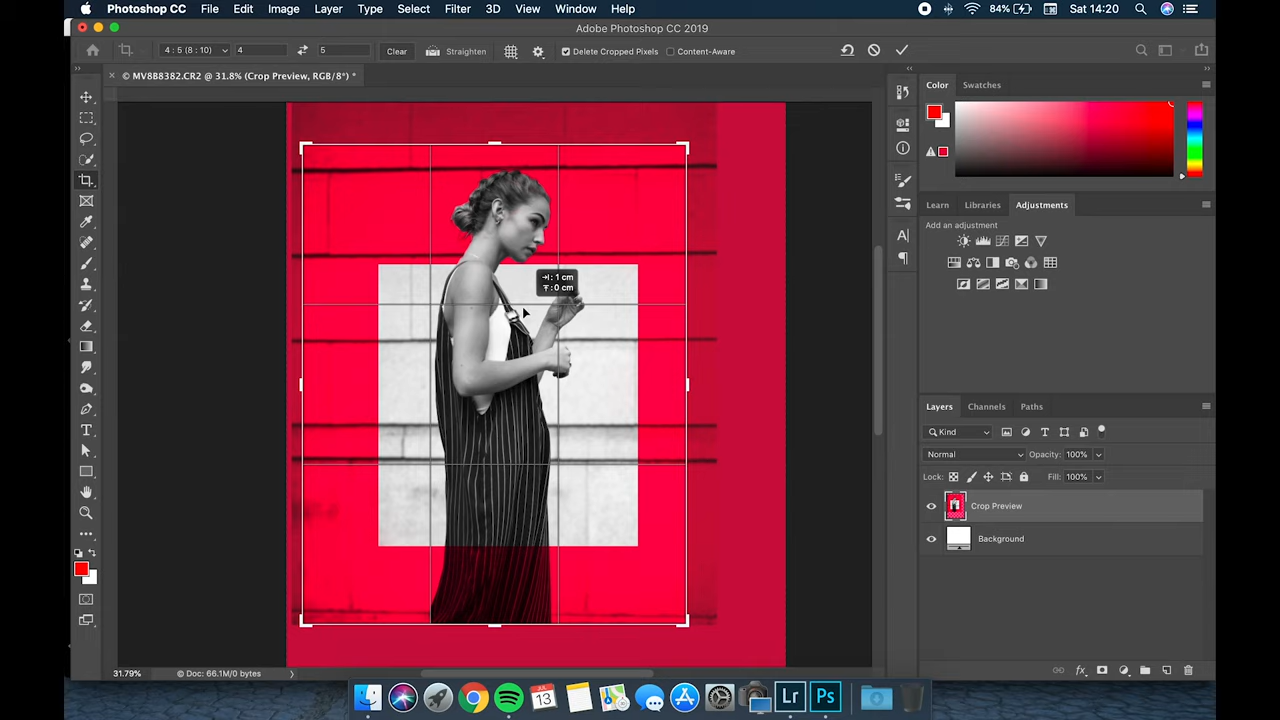 Photoshop CC File Edit Image Layer Type Select Filter 3D View Window Help 84% Sat 14:20
Adobe Photoshop CC 2019
4 : 5 (8 : 10) 4 5 Clear Straighten Delete Cropped Pixels Content-Aware
× © MV8B8382.CR2 @ 31.8% (Crop Preview, RGB/8*) *
Color Swatches
Learn Libraries Adjustments
Add an adjustment
→: 1 cm
: 0 cm
Layers Channels Paths
Kind
Normal Opacity: 100%
Lock: Fill: 100%
Crop Preview
Background
31.79% Doc: 66.1M/0 bytes
JUL
13
Lr Ps